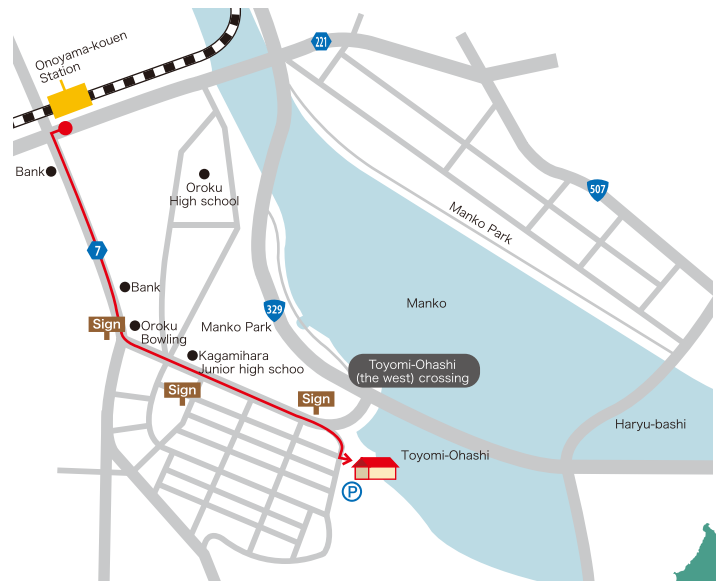 Onoyama-kouen
Station
221
Bank
Oroku
High school
507
Manko Park
7
Bank
Manko
329
Sign
Oroku
Bowling
Manko Park
Kagamihara
Junior high schoo
Toyomi-Ohashi
(the west) crossing
Sign
Sign
Haryu-bashi
Toyomi-Ohashi
P